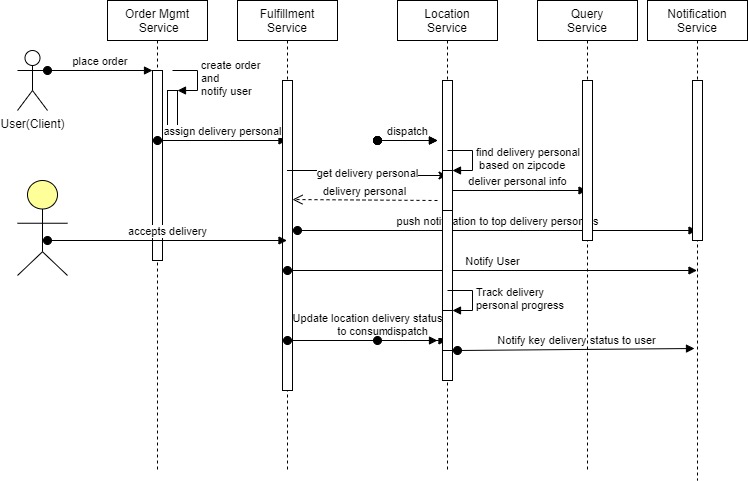 Order Mgmt
Service
Fulfillment
Service
Location
Service
Query
Service
Notification
Service
place order
create order
and
notify user
User(Client)
assign delivery personal
dispatch
find delivery personal
based on zipcode
get delivery personal
deliver personal info
delivery personal
push noti ation to top delivery person s
accepts delivery
Notify User
Track delivery
personal progress
Update location delivery status
to consumdispatch
Notify key delivery status to user